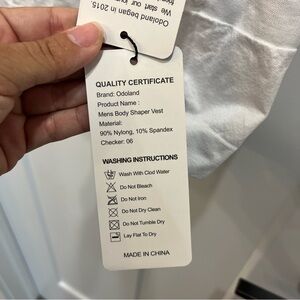 Odoland began in 2015.
We start our
QUALITY CERTIFICATE
Brand: Odoland
Product Name :
Mens Body Shaper Vest
Material:
90% Nylong, 10% Spandex
Checker: 06
WASHING INSTRUCTIONS
Wash With Clod Water
Do Not Bleach
Do Not Iron
Do Not Dry Clean
Do Not Tumble Dry
Lay Flat To Dry
MADE IN CHINA